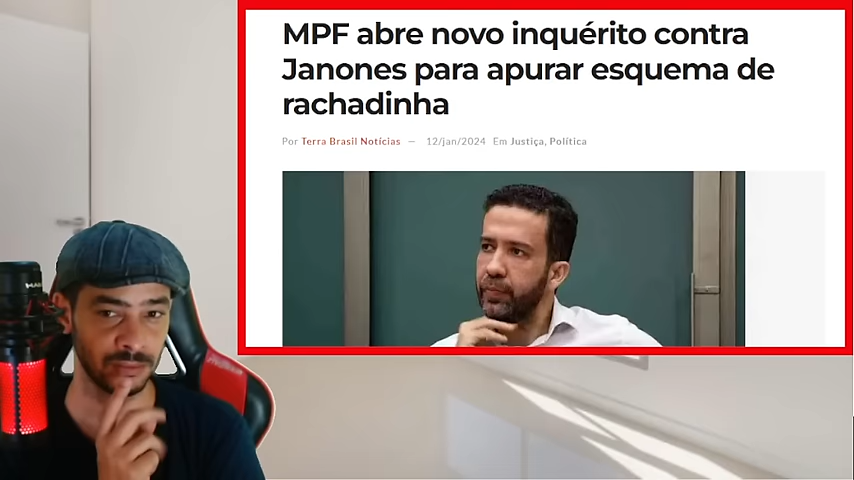 MPF abre novo inquérito contra
Janones para apurar esquema de
rachadinha
Por Terra Brasil Notícias — 12/jan/2024 Em Justiça, Política